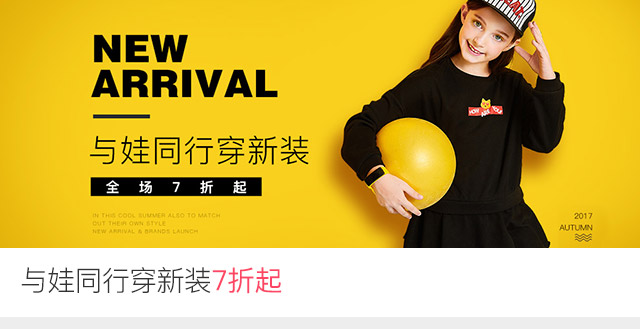 NEW
ARRIVAL
与娃同行穿新装
全场7折起
IN THIS COOL SUMMER ALEO TO MATCH
OUT THEIR OWN STYLE
NEW ARRIVAL & BRANDS LAUNCH
2017
AUTUMN
与娃同行穿新装7折起